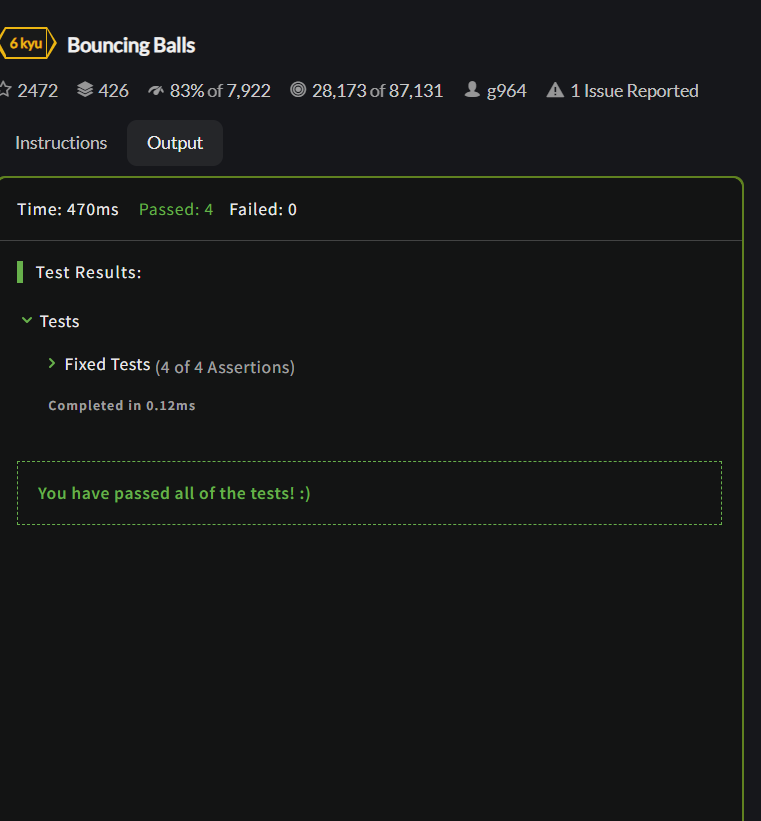 6 kyu Bouncing Balls
2472 426 83% of 7,922 28,173 of 87,131 g964 1 Issue Reported
Instructions Output
Time: 470ms Passed: 4 Failed: 0
Test Results:
Tests
Fixed Tests (4 of 4 Assertions)
Completed in 0.12ms
You have passed all of the tests! :)